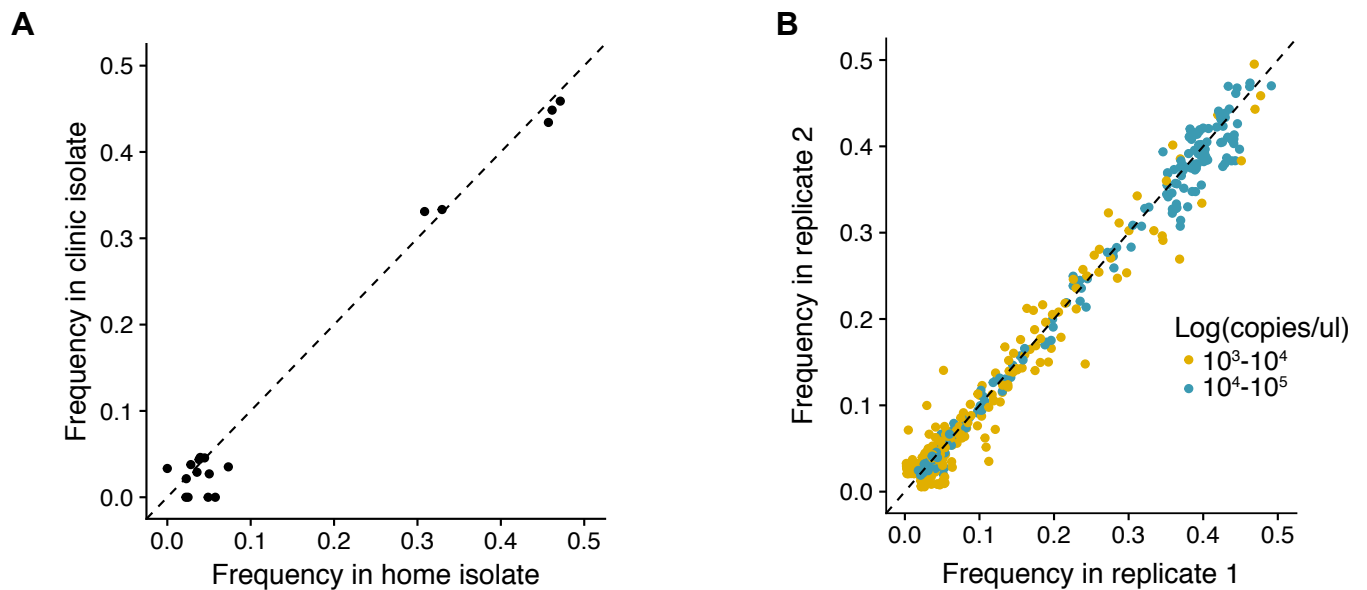 A
0.5
0.4
0.3
0.2
0.1
0.0
Frequency in clinic isolate
0.0 0.1 0.2 0.3 0.4 0.5
Frequency in home isolate
B
0.5
0.4
0.3
0.2
0.1
0.0
Frequency in replicate 2
0.0 0.1 0.2 0.3 0.4 0.5
Frequency in replicate 1
Log(copies/ul)
10³-10⁴
10⁴-10⁵